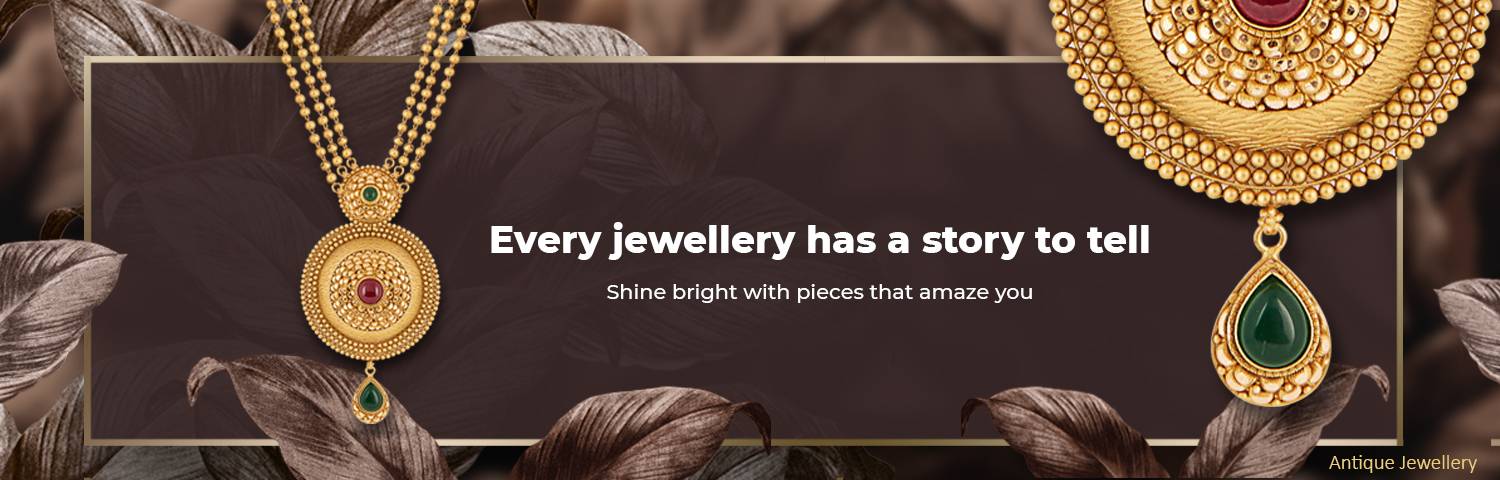 Every jewellery has a story to tell
Shine bright with pieces that amaze you
Antique Jewellery